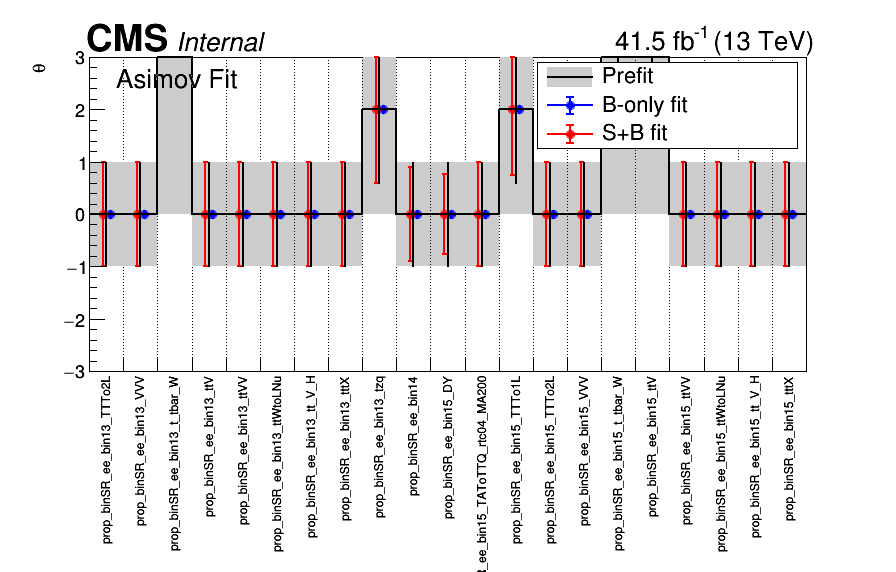 CMS Internal
41.5 fb-1 (13 TeV)
θ
Asimov Fit
Prefit
B-only fit
S+B fit
3
2
1
0
−1
−2
−3
prop_binSR_ee_bin13_TTTo2L
prop_binSR_ee_bin13_VVV
prop_binSR_ee_bin13_t_tbar_W
prop_binSR_ee_bin13_ttV
prop_binSR_ee_bin13_ttVV
prop_binSR_ee_bin13_ttWtoLNu
prop_binSR_ee_bin13_tt_V_H
prop_binSR_ee_bin13_tttX
prop_binSR_ee_bin13_tzq
prop_binSR_ee_bin14
prop_binSR_ee_bin15_DY
_ee_bin15_TAToTTQ_rtc04_MA200
prop_binSR_ee_bin15_TTTo1L
prop_binSR_ee_bin15_TTTo2L
prop_binSR_ee_bin15_VVV
prop_binSR_ee_bin15_t_tbar_W
prop_binSR_ee_bin15_ttV
prop_binSR_ee_bin15_ttVV
prop_binSR_ee_bin15_ttWtoLNu
prop_binSR_ee_bin15_tt_V_H
prop_binSR_ee_bin15_tttX